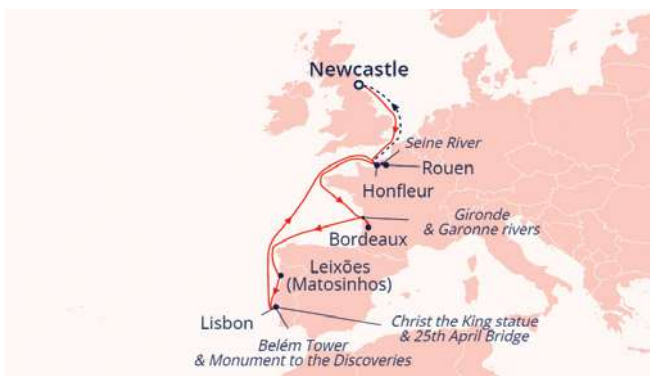 Newcastle
Seine River
Rouen
Honfleur
Gironde
& Garonne rivers
Bordeaux
Leixões
(Matosinhos)
Lisbon
Christ the King statue
& 25th April Bridge
Belém Tower
& Monument to the Discoveries